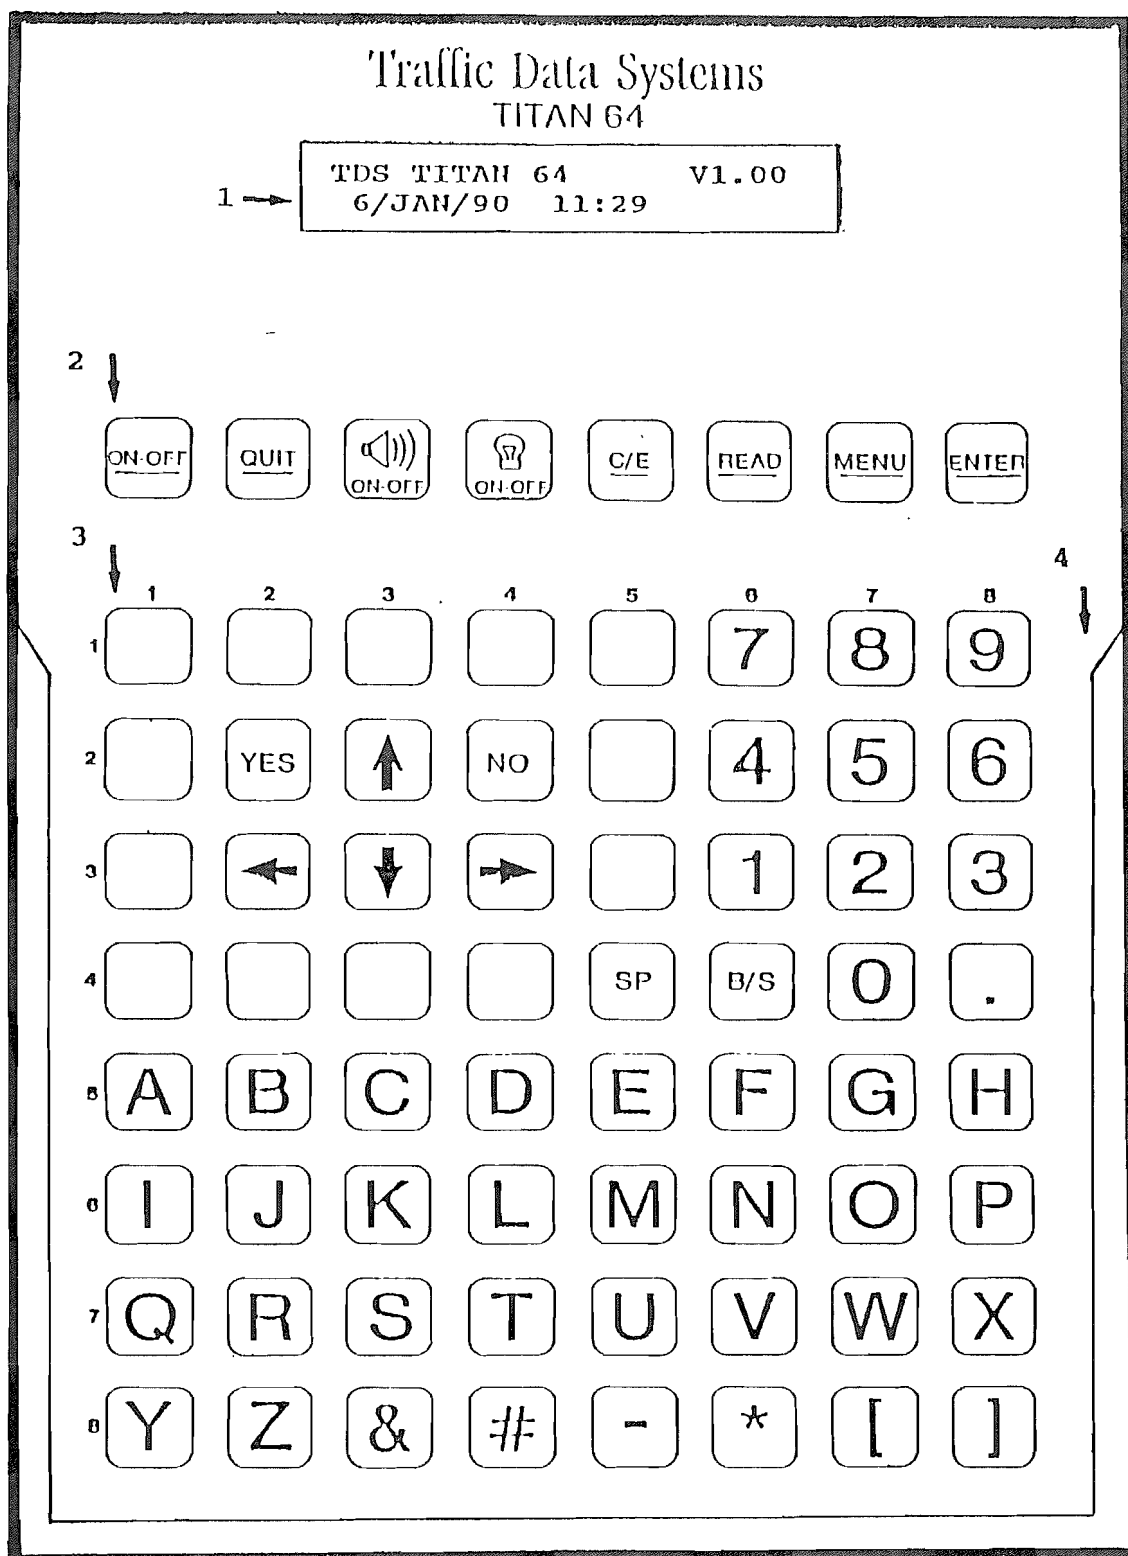 Traffic Data Systems
TITAN 64
TDS TITAN 64 V1.00
1 6/JAN/90 11:29
2
ON-OFF QUIT ON-OFF ON-OFF C/E READ MENU ENTER
3 4
1 2 3 4 5 6 7 8
1 7 8 9
2 YES NO 4 5 6
3 1 2 3
4 SP B/S 0 .
5 A B C D E F G H
6 I J K L M N O P
7 Q R S T U V W X
8 Y Z & # - * [ ]